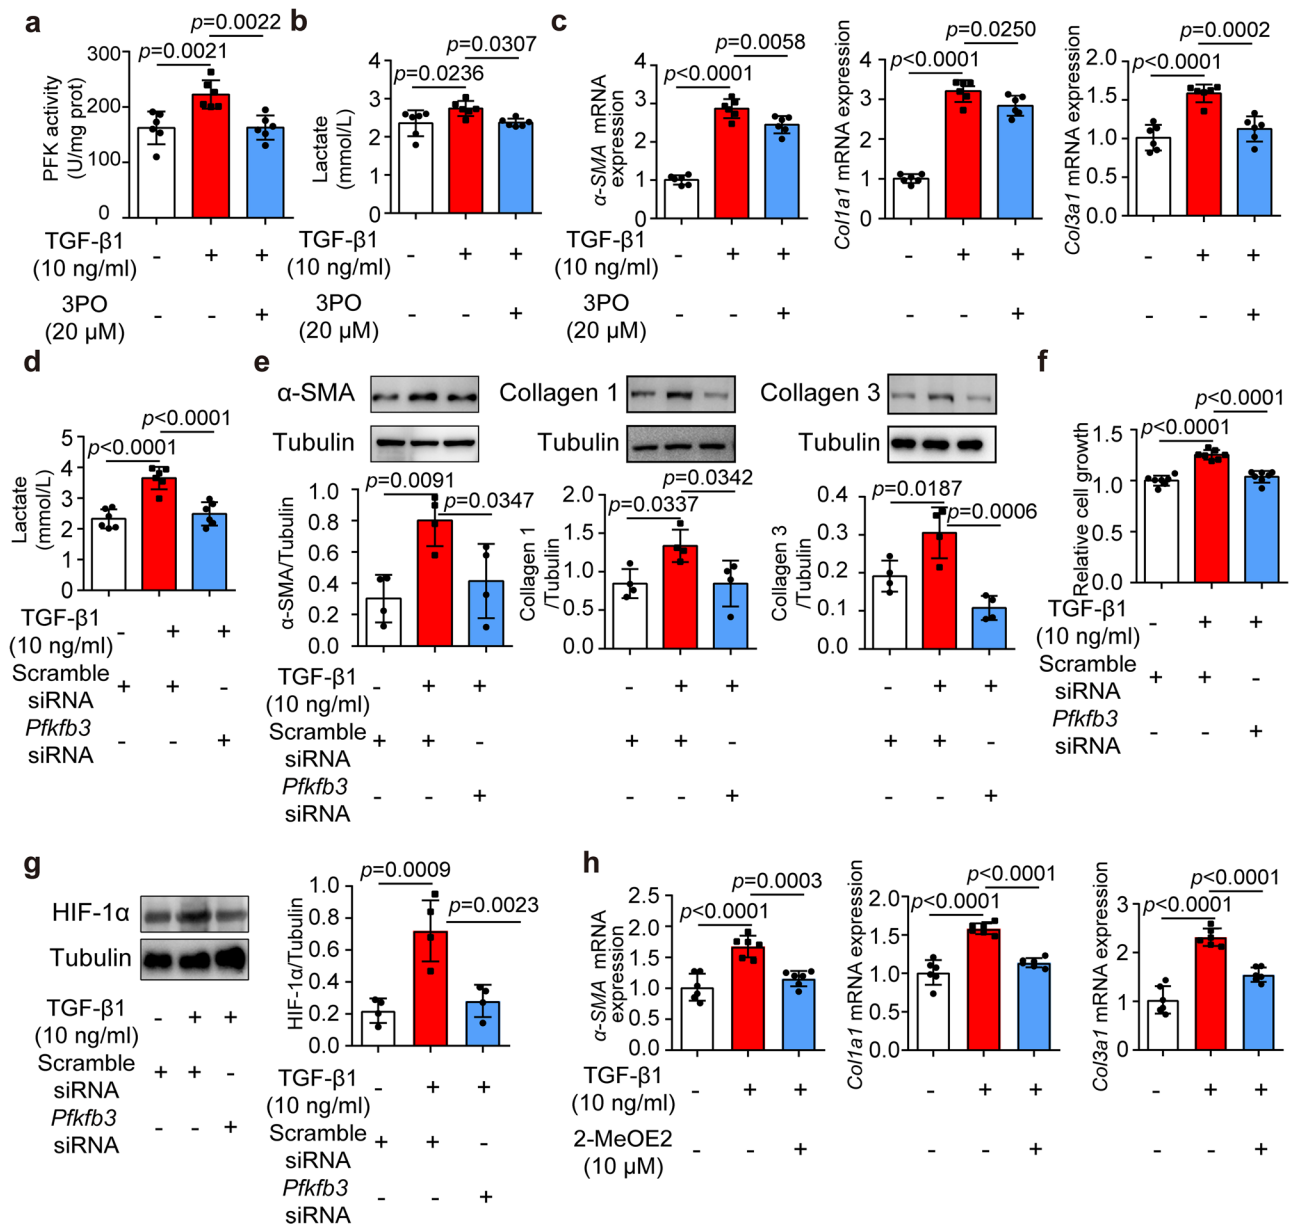 a
p=0.0022
p=0.0021
PFK activity
(U/mg prot)
300
200
100
0
TGF-β1
(10 ng/ml)
- + +
3PO
(20 µM)
- - +
b
p=0.0307
p=0.0236
Lactate
(mmol/L)
4
3
2
1
0
TGF-β1
(10 ng/ml)
- + +
3PO
(20 µM)
- - +
c
p=0.0058
p<0.0001
α-SMA mRNA
expression
4
3
2
1
0
TGF-β1
(10 ng/ml)
- + +
3PO
(20 µM)
- - +
p=0.0250
p<0.0001
Col1a1 mRNA expression
4
3
2
1
0
- + +
- - +
p=0.0002
p<0.0001
Col3a1 mRNA expression
2.0
1.5
1.0
0.5
0.0
- + +
- - +
d
p<0.0001
p<0.0001
Lactate
(mmol/L)
5
4
3
2
1
0
TGF-β1
(10 ng/ml)
- + +
Scramble
siRNA
+ + -
Pfkfb3
siRNA
- - +
e
α-SMA
Tubulin
p=0.0091
p=0.0347
α-SMA/Tubulin
1.0
0.8
0.6
0.4
0.2
0.0
TGF-β1
(10 ng/ml)
- + +
Scramble
siRNA
+ + -
Pfkfb3
siRNA
- - +
Collagen 1
Tubulin
p=0.0342
p=0.0337
Collagen 1
/Tubulin
2.0
1.5
1.0
0.5
0.0
- + +
+ + -
- - +
Collagen 3
Tubulin
p=0.0187
p=0.0006
Collagen 3
/Tubulin
0.4
0.3
0.2
0.1
0.0
- + +
+ + -
- - +
f
p<0.0001
p<0.0001
Relative cell growth
1.5
1.0
0.5
0.0
TGF-β1
(10 ng/ml)
- + +
Scramble
siRNA
+ + -
Pfkfb3
siRNA
- - +
g
HIF-1α
Tubulin
TGF-β1
(10 ng/ml)
- + +
Scramble
siRNA
+ + -
Pfkfb3
siRNA
- - +
p=0.0009
p=0.0023
HIF-1α/Tubulin
1.0
0.8
0.6
0.4
0.2
0.0
TGF-β1
(10 ng/ml)
- + +
Scramble
siRNA
+ + -
Pfkfb3
siRNA
- - +
h
p=0.0003
p<0.0001
α-SMA mRNA
expression
2.5
2.0
1.5
1.0
0.5
0.0
TGF-β1
(10 ng/ml)
- + +
2-MeOE2
(10 µM)
- - +
p<0.0001
p<0.0001
Col1a1 mRNA expression
2.0
1.5
1.0
0.5
0.0
- + +
- - +
p<0.0001
p<0.0001
Col3a1 mRNA expression
3
2
1
0
- + +
- - +